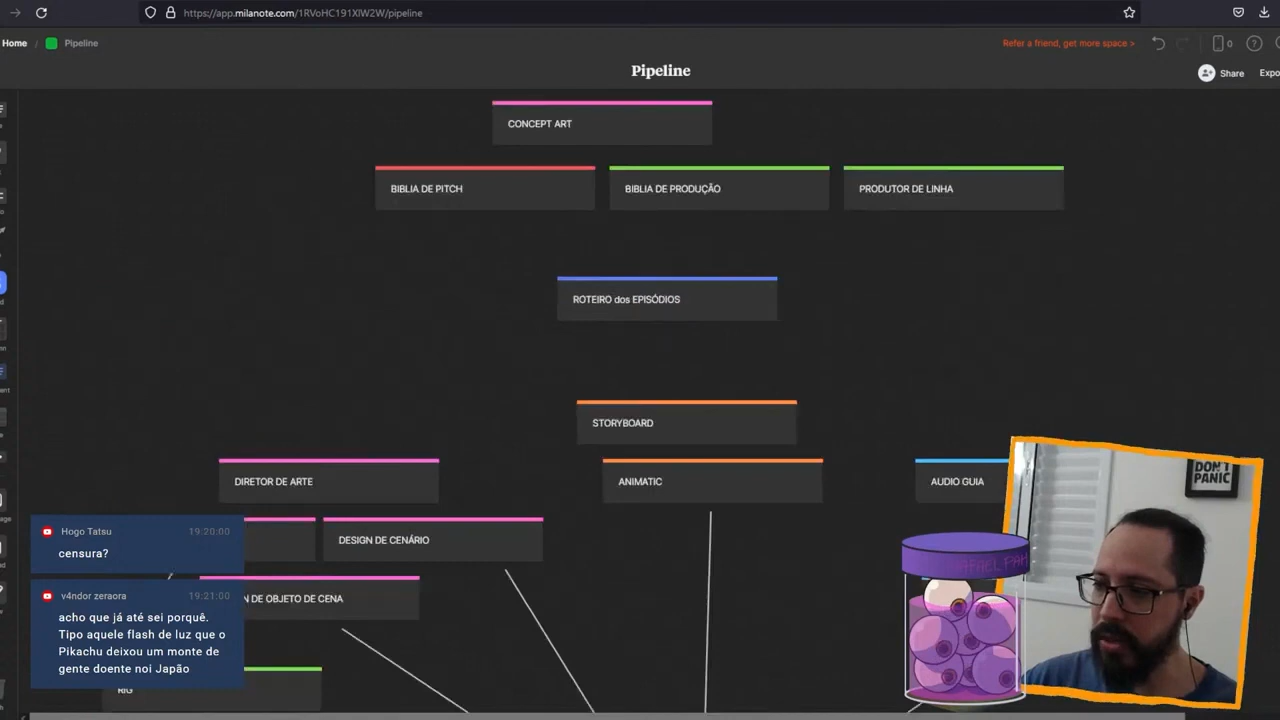 https://app.milanote.com/1RVoHC191XlW2W/pipeline
Home / Pipeline
Refer a friend, get more space >
0
?
Pipeline
Share
Expo
CONCEPT ART
BIBLIA DE PITCH
BIBLIA DE PRODUÇÃO
PRODUTOR DE LINHA
ROTEIRO dos EPISÓDIOS
STORYBOARD
DIRETOR DE ARTE
ANIMATIC
AUDIO GUIA
DON'T
PANIC
Hogo Tatsu 19:20:00
censura?
DESIGN DE CENÁRIO
v4ndor zeraora 19:21:00
acho que já até sei porquê.
Tipo aquele flash de luz que o
Pikachu deixou um monte de
gente doente noi Japão
N DE OBJETO DE CENA
RIG